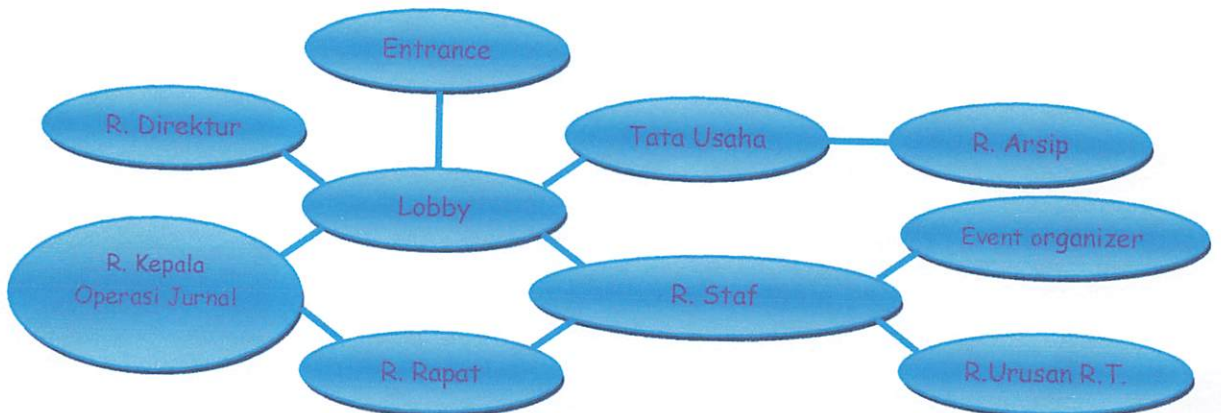 Entrance
R. Direktur
Tata Usaha
R. Arsip
Lobby
Event organizer
R. Kepala
Operasi Jurnal
R. Staf
R. Rapat
R.Urusan R.T.